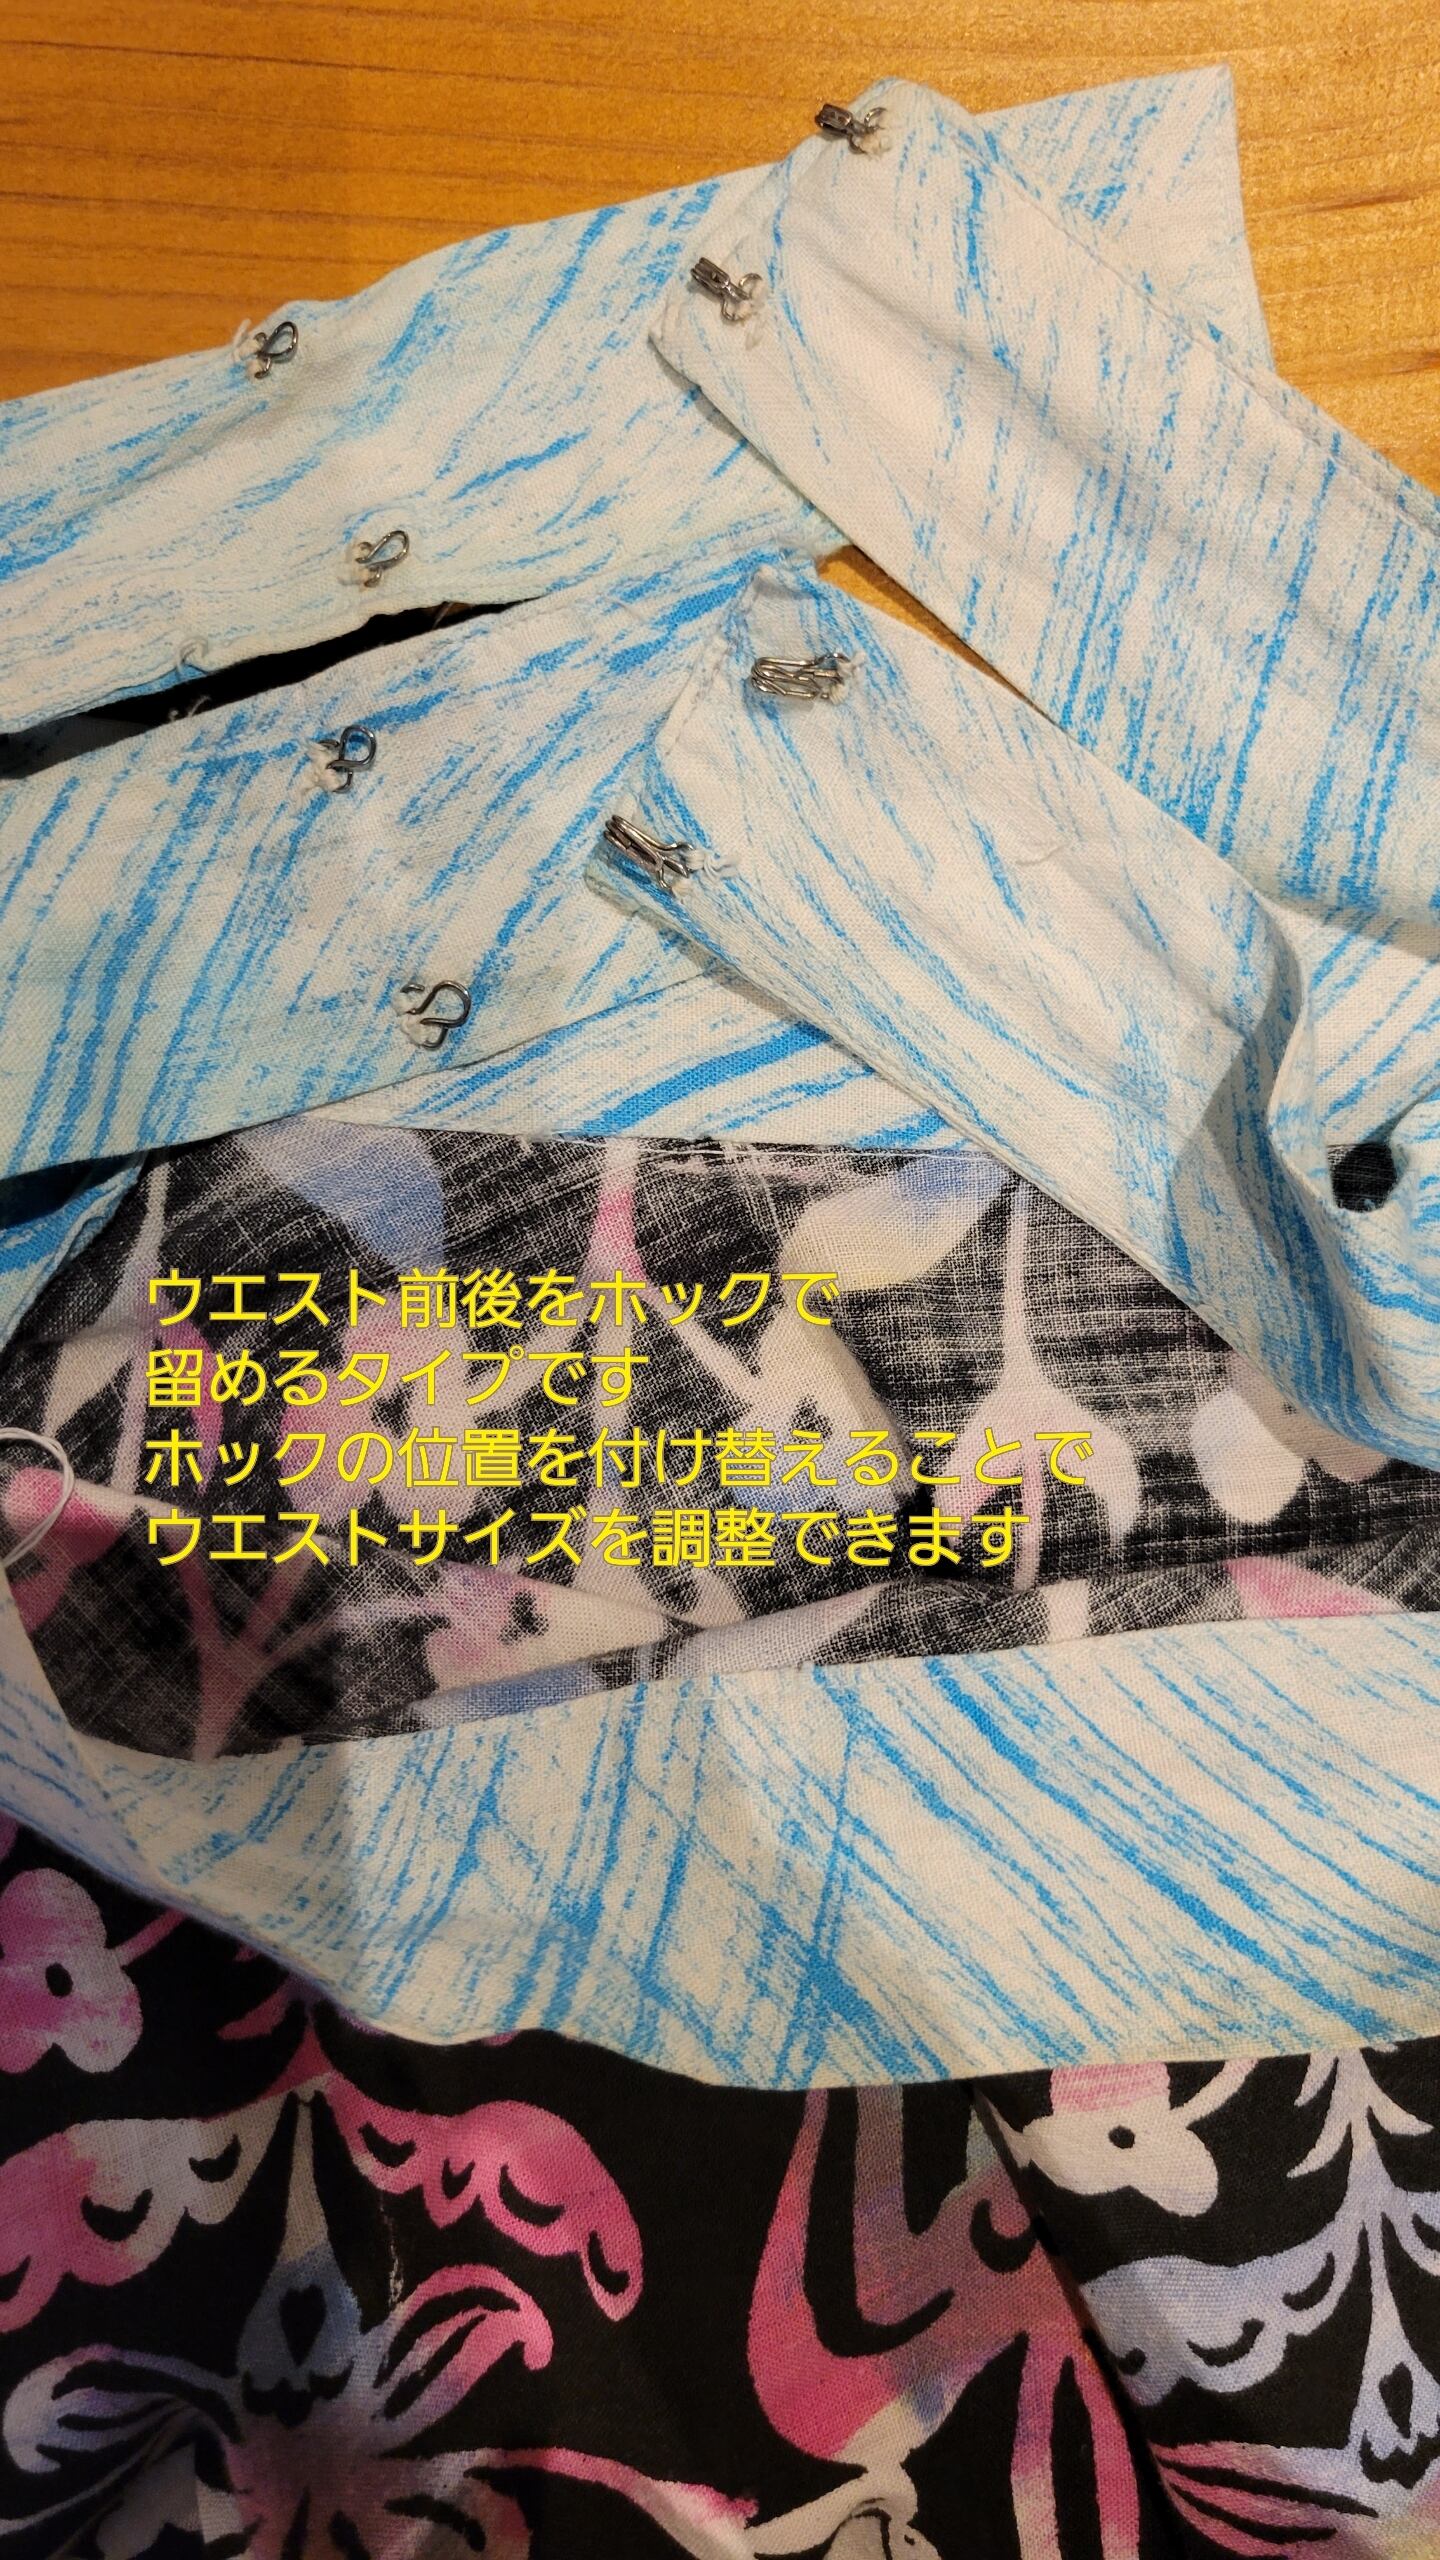 ウエスト前後をホックで
留めるタイプです
ホックの位置を付け替えることで
ウエストサイズを調整できます